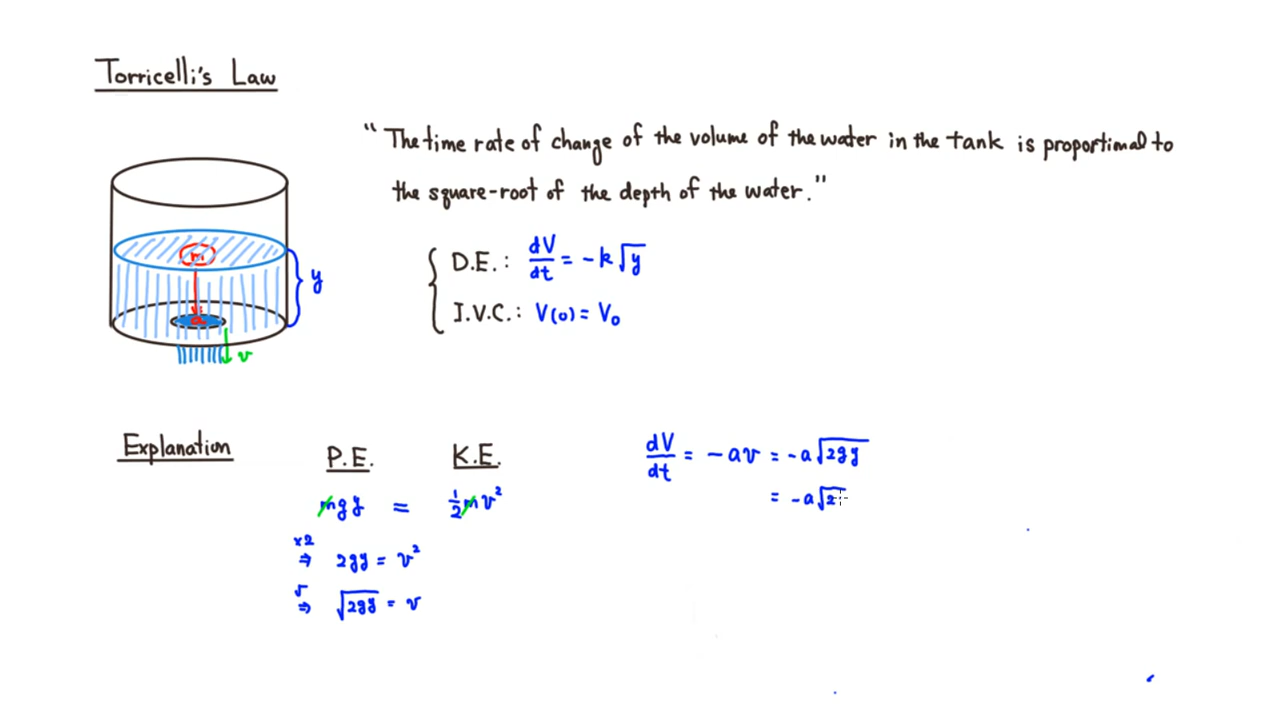 Torricelli's Law
"The time rate of change of the volume of the water in the tank is proportional to
the square-root of the depth of the water."
m
y
a
v
D.E.: dV/dt = -k√y
I.V.C.: V(0) = V₀
Explanation
P.E. K.E.
mgy = ½mv²
×2 ⇒ 2gy = v²
√ ⇒ √2gy = v
dV/dt = -av = -a√2gy
= -a√2